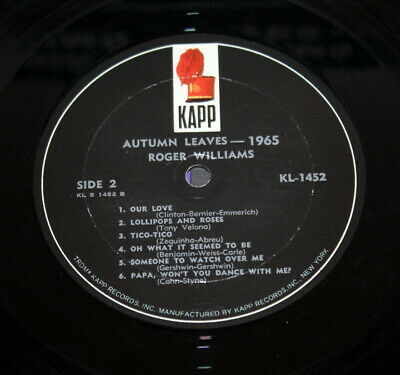 KAPP
AUTUMN LEAVES — 1965
ROGER WILLIAMS
SIDE 2
KL S 1452 B
KL-1452
1. OUR LOVE
(Clinton-Bernier-Emmerich)
2. LOLLIPOPS AND ROSES
(Tony Velona)
3. TICO-TICO
(Zequinha-Abreu)
4. OH WHAT IT SEEMED TO BE
(Benjamin-Weiss-Carle)
5. SOMEONE TO WATCH OVER ME
(Gershwin-Gershwin)
6. PAPA, WON'T YOU DANCE WITH ME?
(Cahn-Styne)
KAPP RECORDS, INC. MANUFACTURED BY KAPP RECORDS, INC., NEW YORK